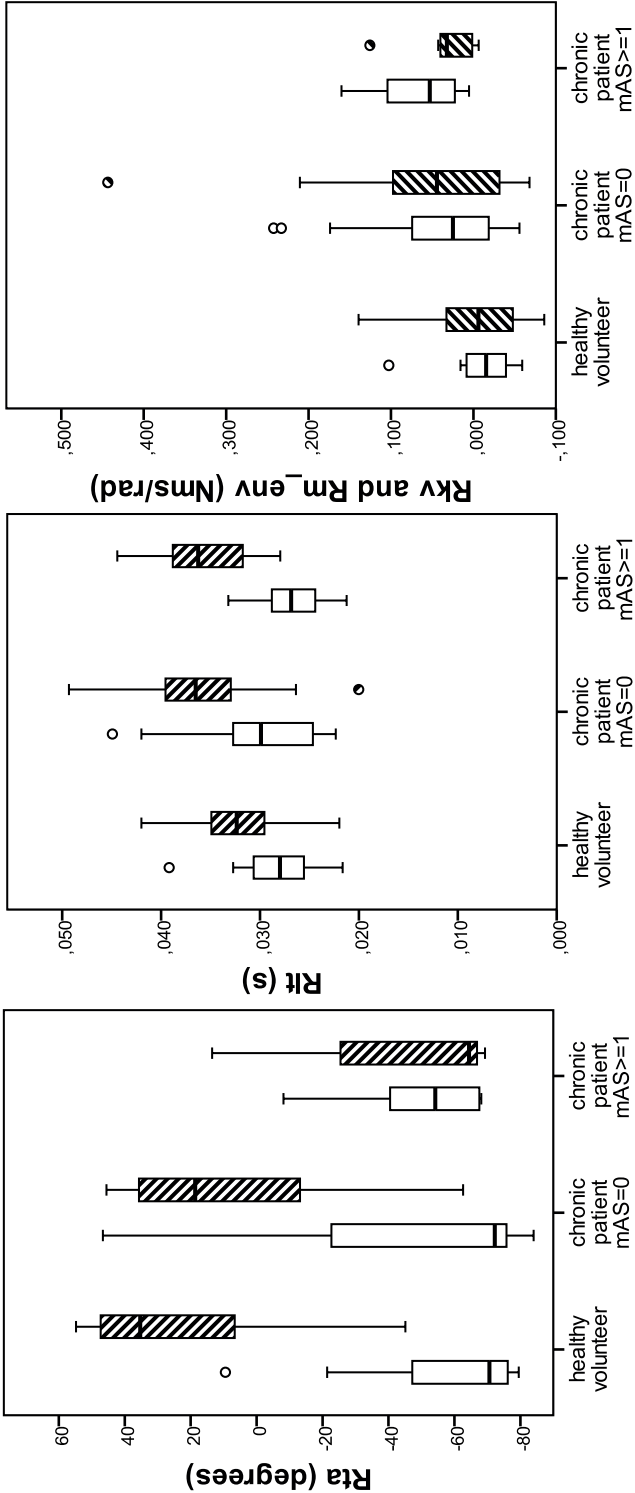 Rta (degrees)
60
40
20
0
-20
-40
-60
-80
healthy
volunteer
chronic
patient
mAS=0
chronic
patient
mAS>=1
Rlt (s)
,050
,040
,030
,020
,010
,000
healthy
volunteer
chronic
patient
mAS=0
chronic
patient
mAS>=1
Rkv and Rm_env (Nms/rad)
,500
,400
,300
,200
,100
,000
-,100
healthy
volunteer
chronic
patient
mAS=0
chronic
patient
mAS>=1